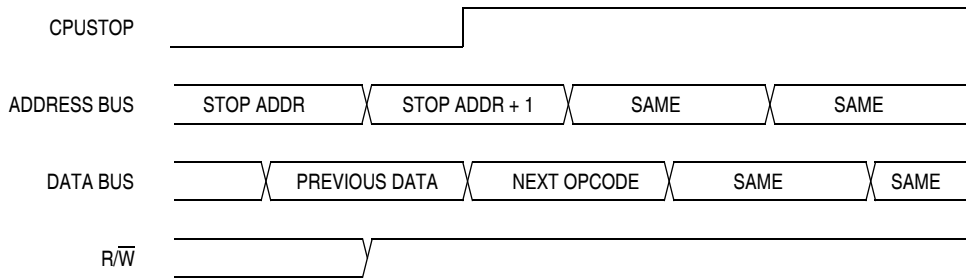 CPUSTOP
ADDRESS BUS STOP ADDR STOP ADDR + 1 SAME SAME
DATA BUS PREVIOUS DATA NEXT OPCODE SAME SAME
R/W̅